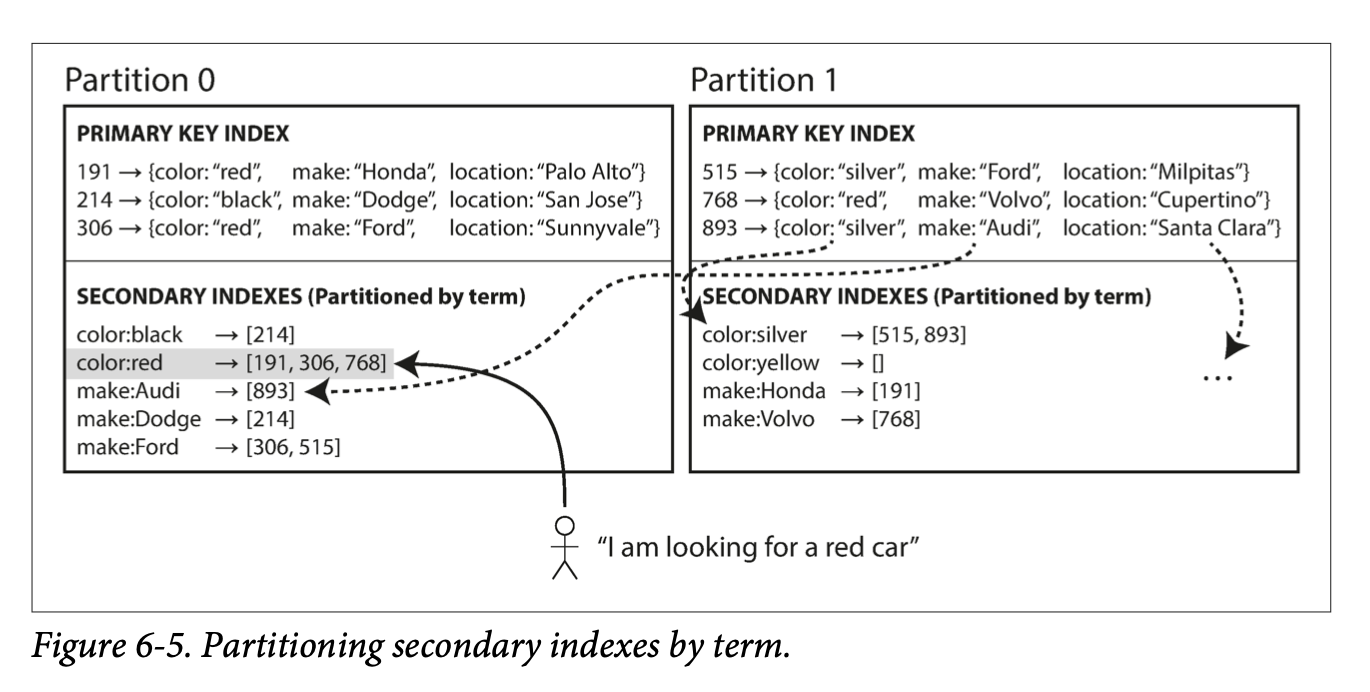 Partition 0
PRIMARY KEY INDEX
191 → {color: “red”, make: “Honda”, location: “Palo Alto”}
214 → {color: “black”, make: “Dodge”, location: “San Jose”}
306 → {color: “red”, make: “Ford”, location: “Sunnyvale”}
SECONDARY INDEXES (Partitioned by term)
color:black → [214]
color:red → [191, 306, 768]
make:Audi → [893]
make:Dodge → [214]
make:Ford → [306, 515]
Partition 1
PRIMARY KEY INDEX
515 → {color: “silver”, make: “Ford”, location: “Milpitas”}
768 → {color: “red”, make: “Volvo”, location: “Cupertino”}
893 → {color: “silver”, make: “Audi”, location: “Santa Clara”}
SECONDARY INDEXES (Partitioned by term)
color:silver → [515, 893]
color:yellow → []
make:Honda → [191]
make:Volvo → [768]
...
“I am looking for a red car”
Figure 6-5. Partitioning secondary indexes by term.